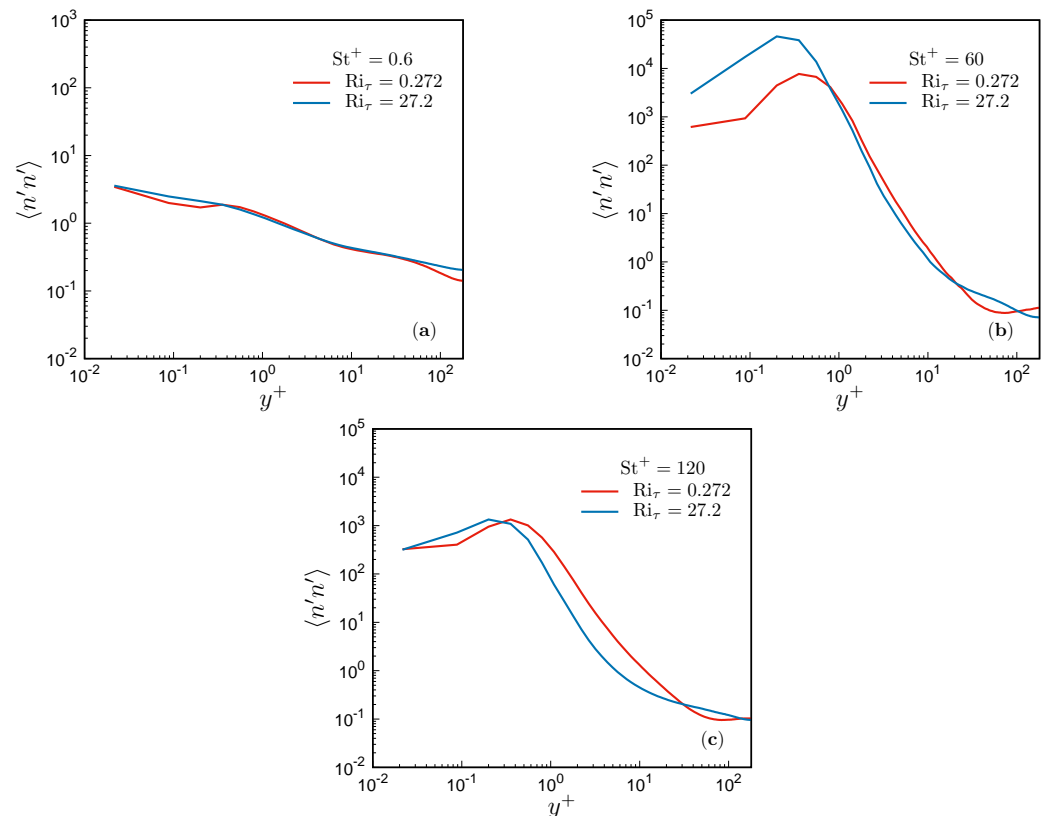 10^3
10^2
10^1
10^0
10^-1
10^-2
⟨n′n′⟩
St^+ = 0.6
Ri_τ = 0.272
Ri_τ = 27.2
(a)
10^-2 10^-1 10^0 10^1 10^2
y^+
10^5
10^4
10^3
10^2
10^1
10^0
10^-1
10^-2
⟨n′n′⟩
St^+ = 60
Ri_τ = 0.272
Ri_τ = 27.2
(b)
10^-2 10^-1 10^0 10^1 10^2
y^+
10^5
10^4
10^3
10^2
10^1
10^0
10^-1
10^-2
⟨n′n′⟩
St^+ = 120
Ri_τ = 0.272
Ri_τ = 27.2
(c)
10^-2 10^-1 10^0 10^1 10^2
y^+